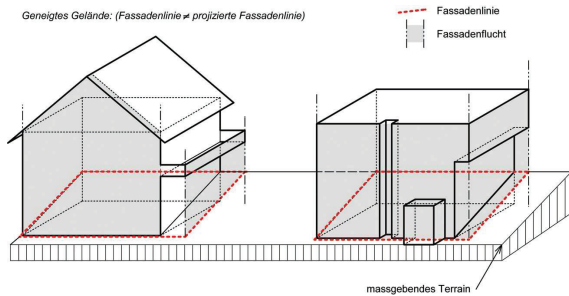 Geneigtes Gelände: (Fassadenlinie ≠ projizierte Fassadenlinie)
Fassadenlinie
Fassadenflucht
massgebendes Terrain